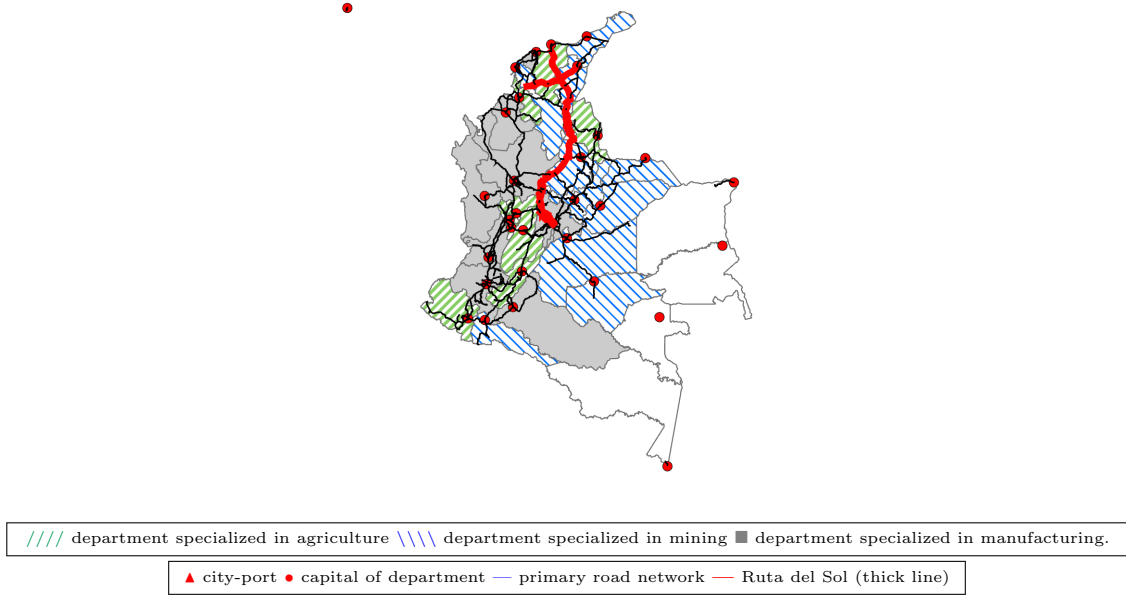 //// department specialized in agriculture \\\\ department specialized in mining ■ department specialized in manufacturing.
▲ city-port ● capital of department — primary road network — Ruta del Sol (thick line)